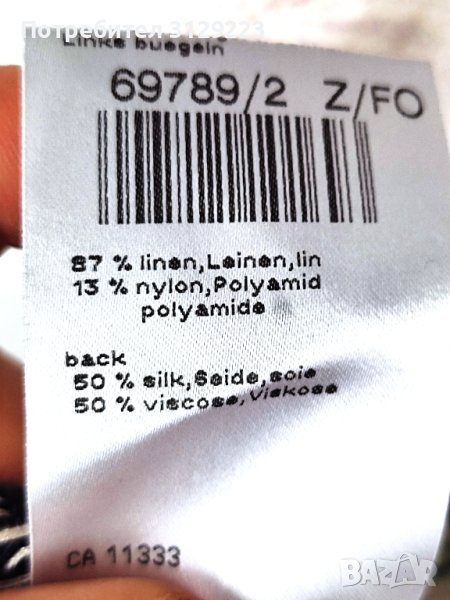 Потребител 3129223
Links buegeln
69789/2 Z/FO
87 % linen,Leinen,lin
13 % nylon,Polyamid
polyamide
back
50 % silk,Seide,soie
50 % viscose,Viskose
CA 11333
BAZAR